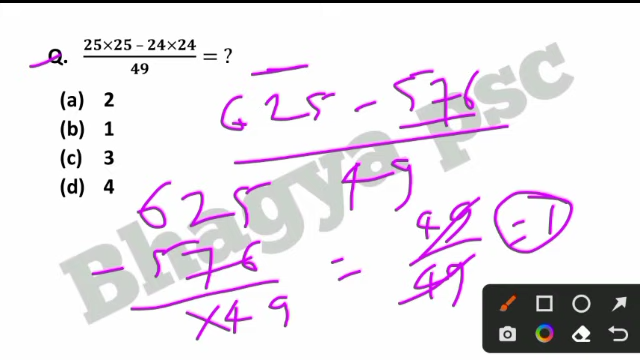 Q. 25×25 – 24×24 / 49 = ?
(a) 2
(b) 1
(c) 3
(d) 4
625 – 576
49
625
– 576
×49
= 49/49 = 1
Bhagya psc